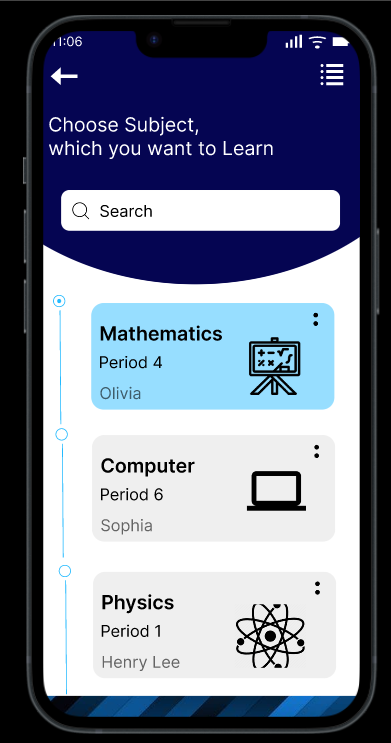 11:06
Choose Subject,
which you want to Learn
Search
Mathematics
Period 4
Olivia
Computer
Period 6
Sophia
Physics
Period 1
Henry Lee